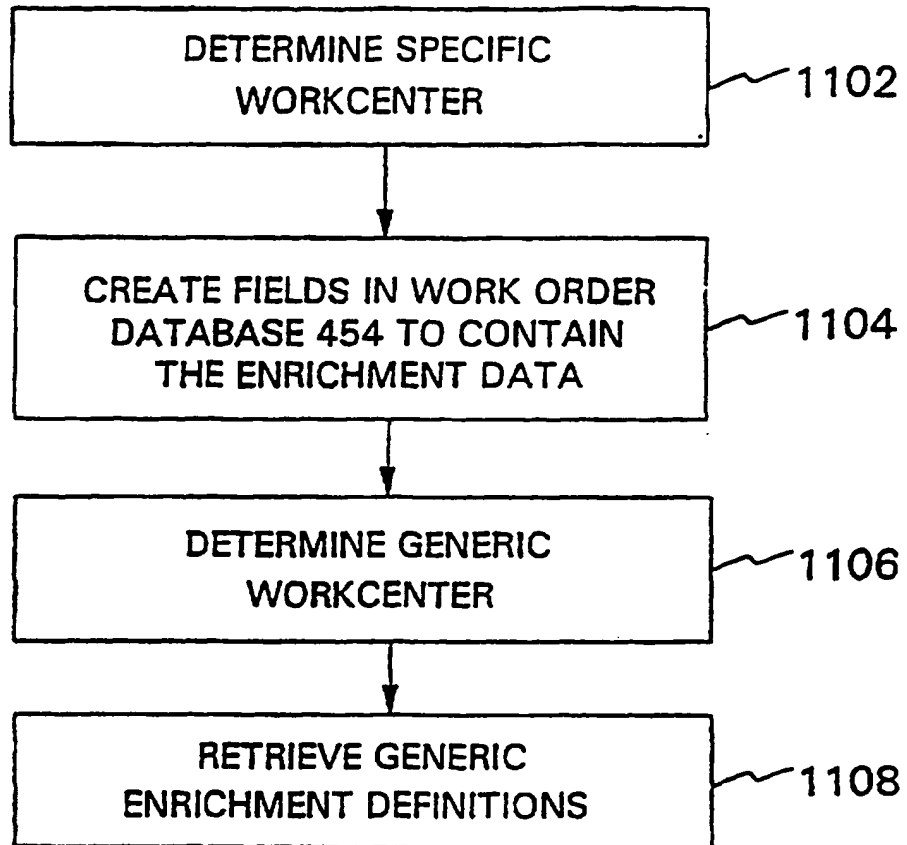 DETERMINE SPECIFIC
WORKCENTER
1102
CREATE FIELDS IN WORK ORDER
DATABASE 454 TO CONTAIN
THE ENRICHMENT DATA
1104
DETERMINE GENERIC
WORKCENTER
1106
RETRIEVE GENERIC
ENRICHMENT DEFINITIONS
1108